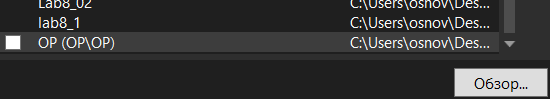 Lab8_02 C:\Users\osnov\Des...
lab8_1 C:\Users\osnov\Des...
OP (OP\OP) C:\Users\osnov\Des...
Обзор...